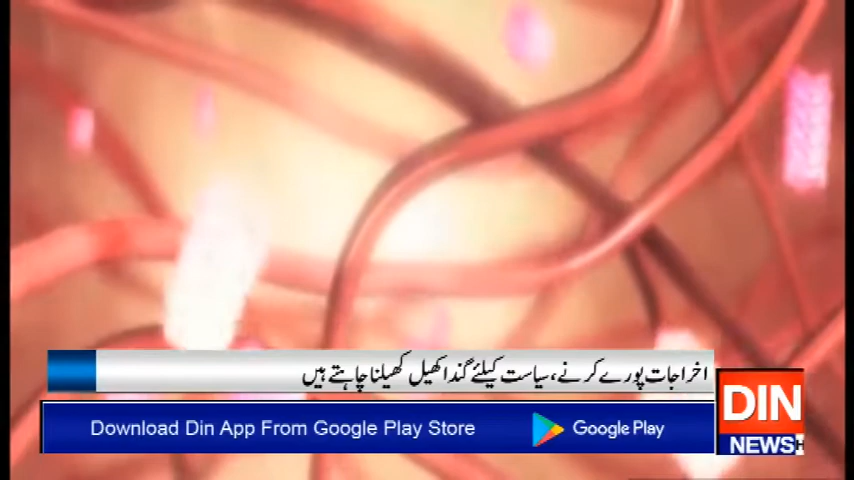 اخراجات پورے کرنے، سیاست کیلئے گندا کھیل کھیلنا چاہتے ہیں
Download Din App From Google Play Store
Google Play
DIN
NEWS